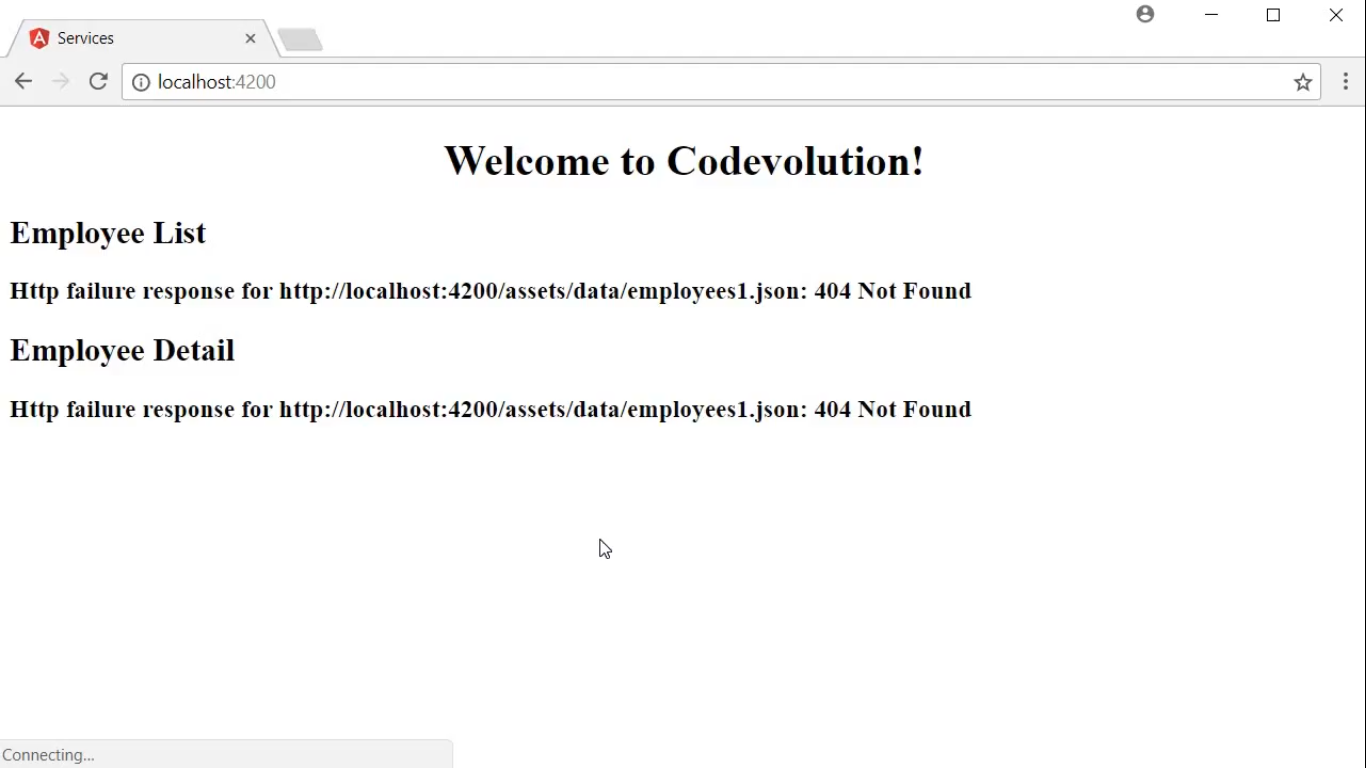 Services
localhost:4200
Welcome to Codevolution!
Employee List
Http failure response for http://localhost:4200/assets/data/employees1.json: 404 Not Found
Employee Detail
Http failure response for http://localhost:4200/assets/data/employees1.json: 404 Not Found
Connecting...